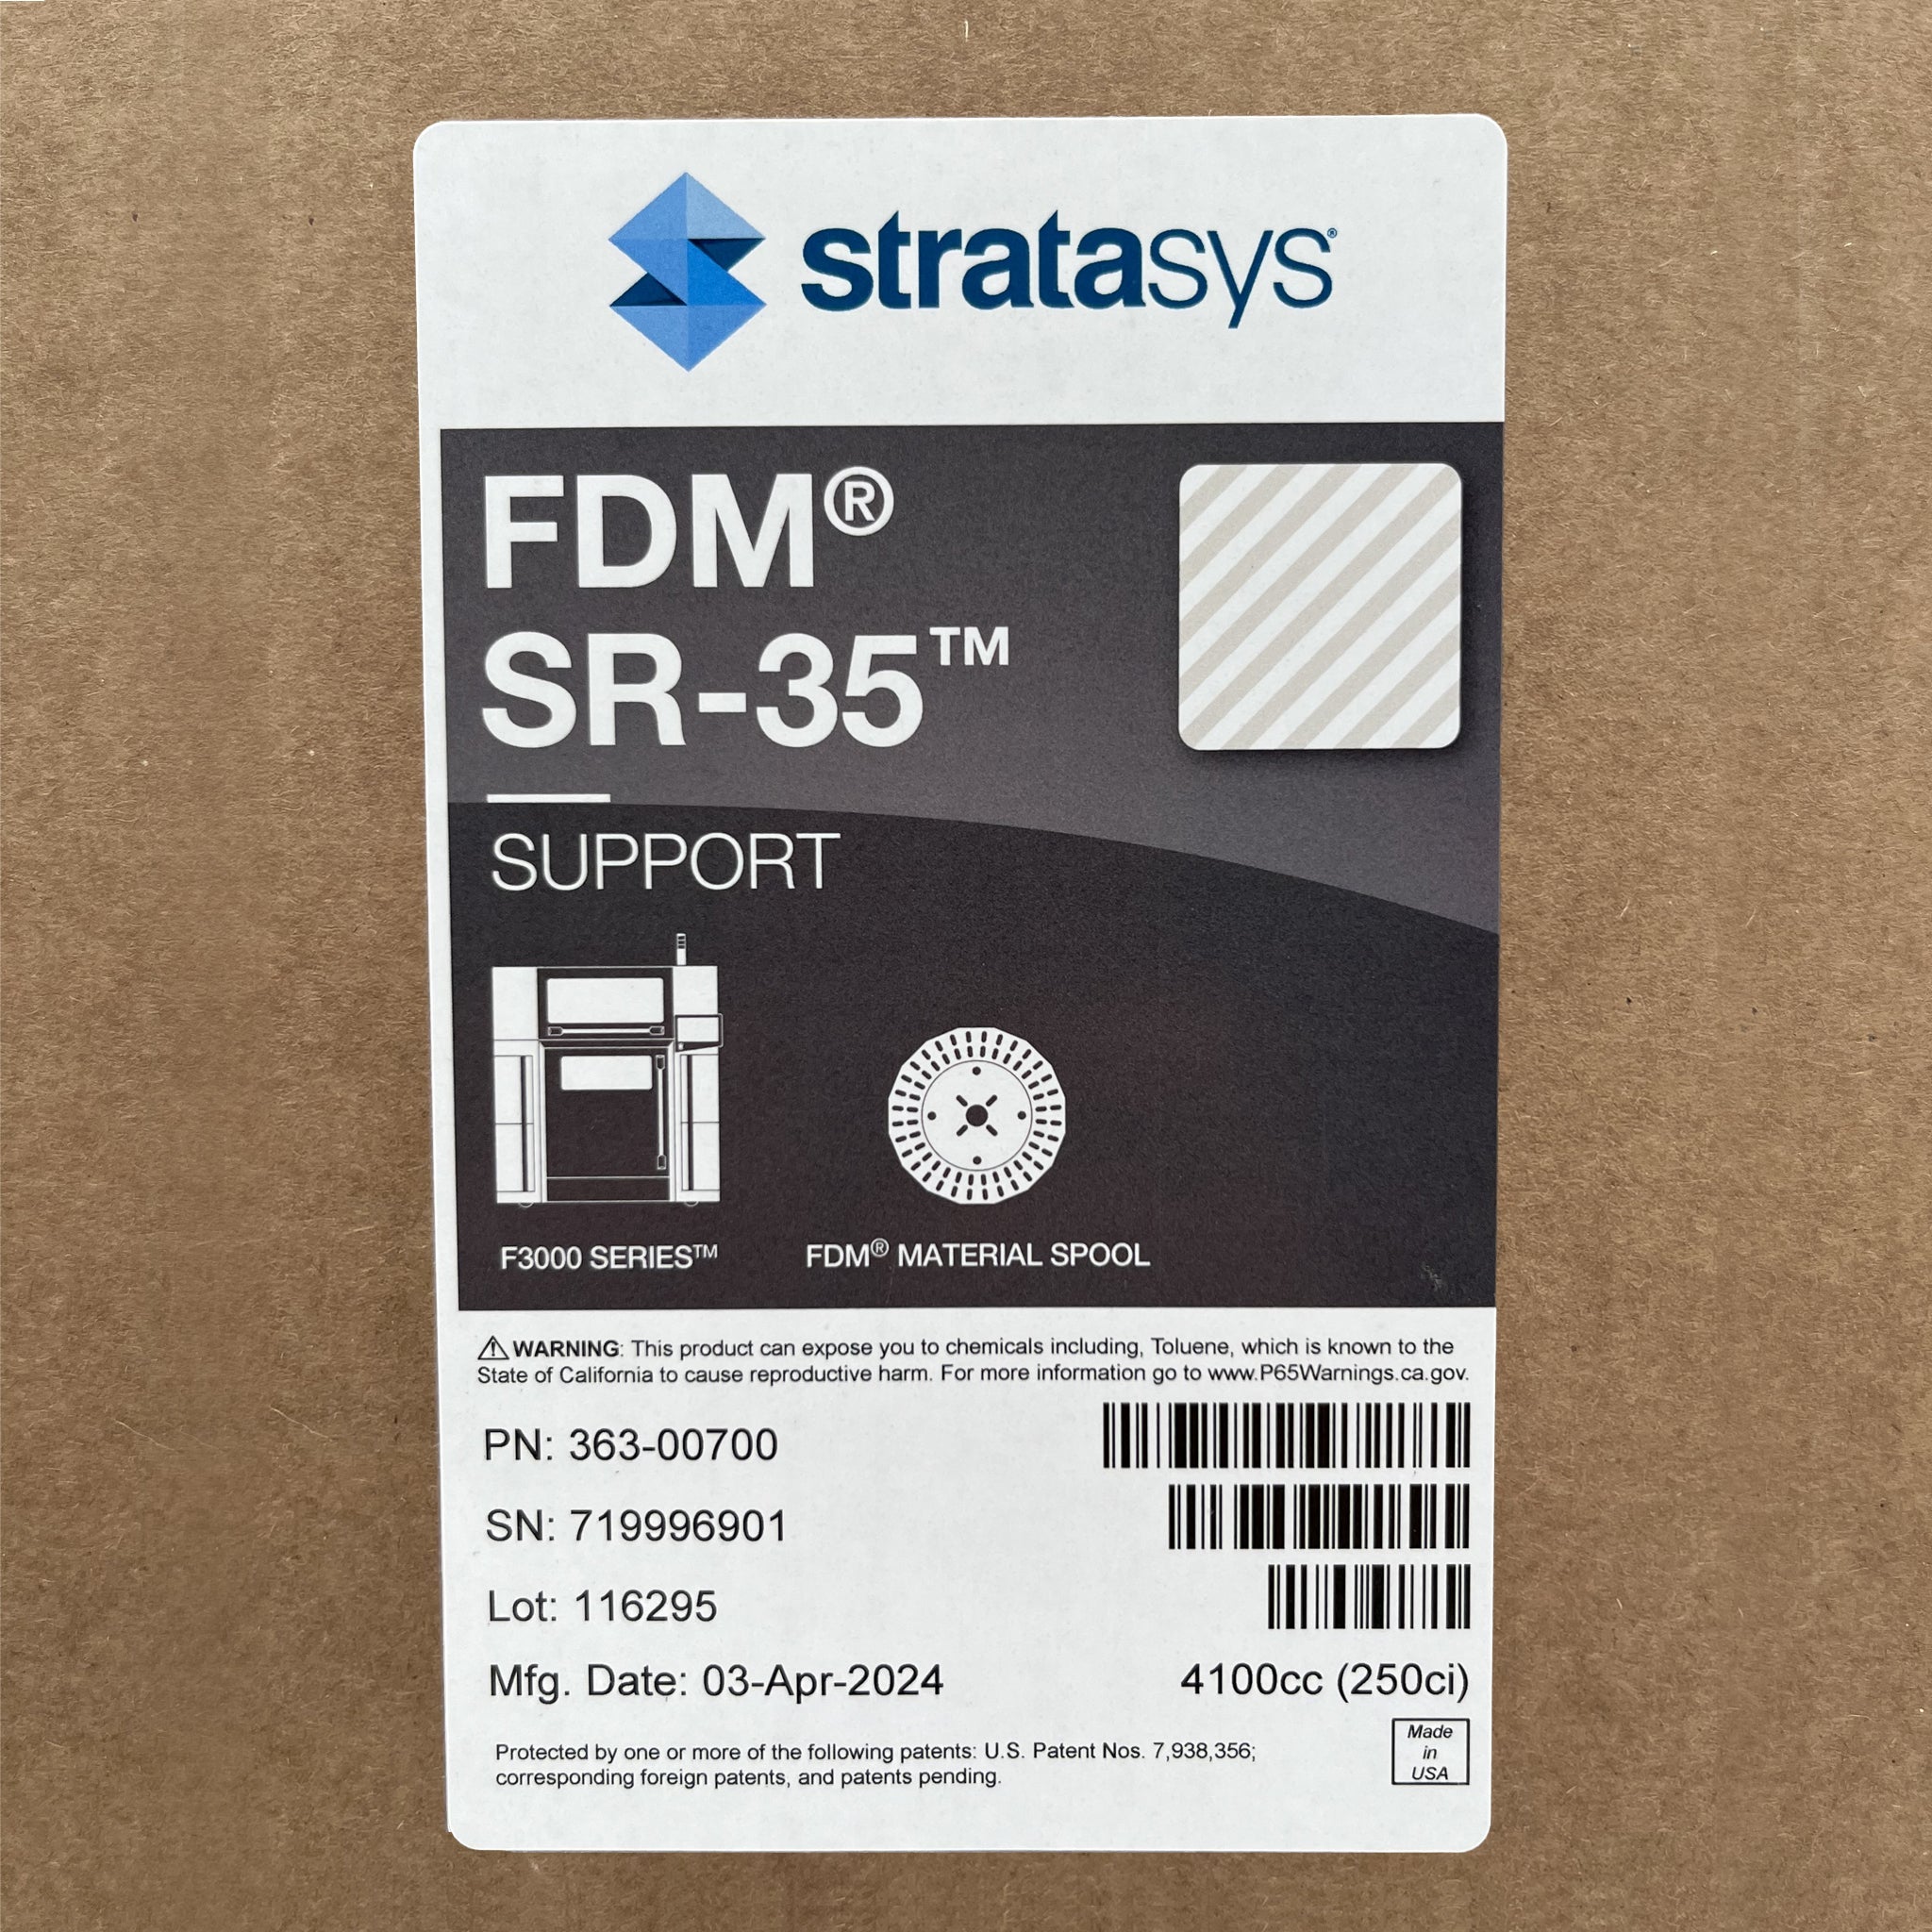 stratasys®
FDM®
SR-35™
SUPPORT
F3000 SERIES™
FDM® MATERIAL SPOOL
⚠ WARNING: This product can expose you to chemicals including, Toluene, which is known to the
State of California to cause reproductive harm. For more information go to www.P65Warnings.ca.gov.
PN: 363-00700
SN: 719996901
Lot: 116295
Mfg. Date: 03-Apr-2024
4100cc (250ci)
Protected by one or more of the following patents: U.S. Patent Nos. 7,938,356;
corresponding foreign patents, and patents pending.
Made
in
USA